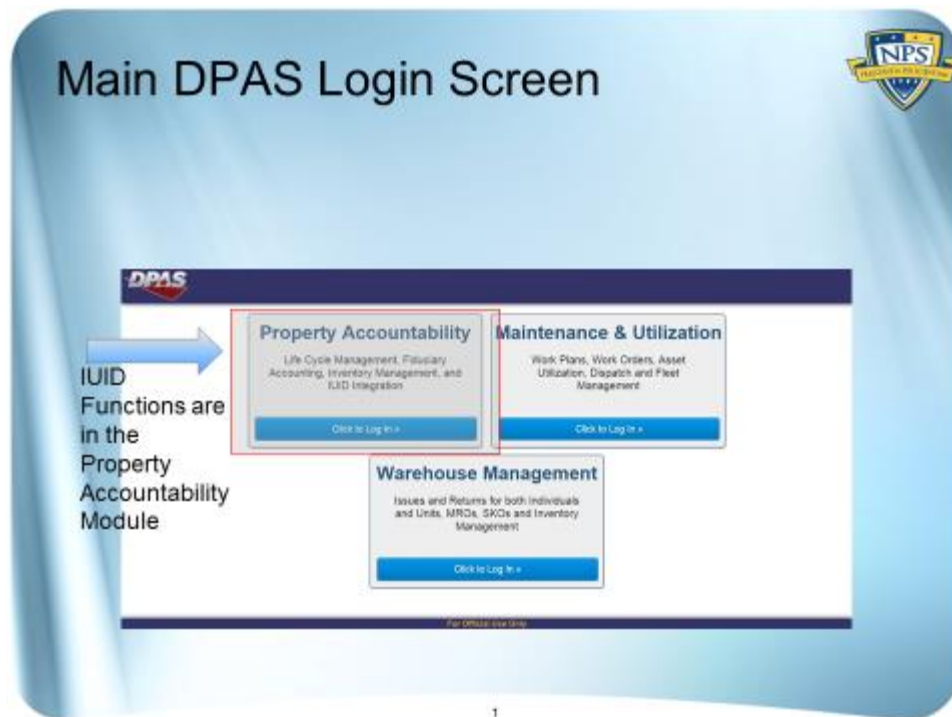 Main DPAS Login Screen
NPS
DPAS
IUID
Functions are
in the
Property
Accountability
Module
Property Accountability
Life Cycle Management, Fiduciary
Accounting, Inventory Management, and
IUID Integration
Click to Log In »
Maintenance & Utilization
Work Plans, Work Orders, Asset
Utilization, Dispatch and Fleet
Management
Click to Log In »
Warehouse Management
Issues and Returns for both Individuals
and Units, MROs, SKOs and Inventory
Management
Click to Log In »
For Official Use Only
1